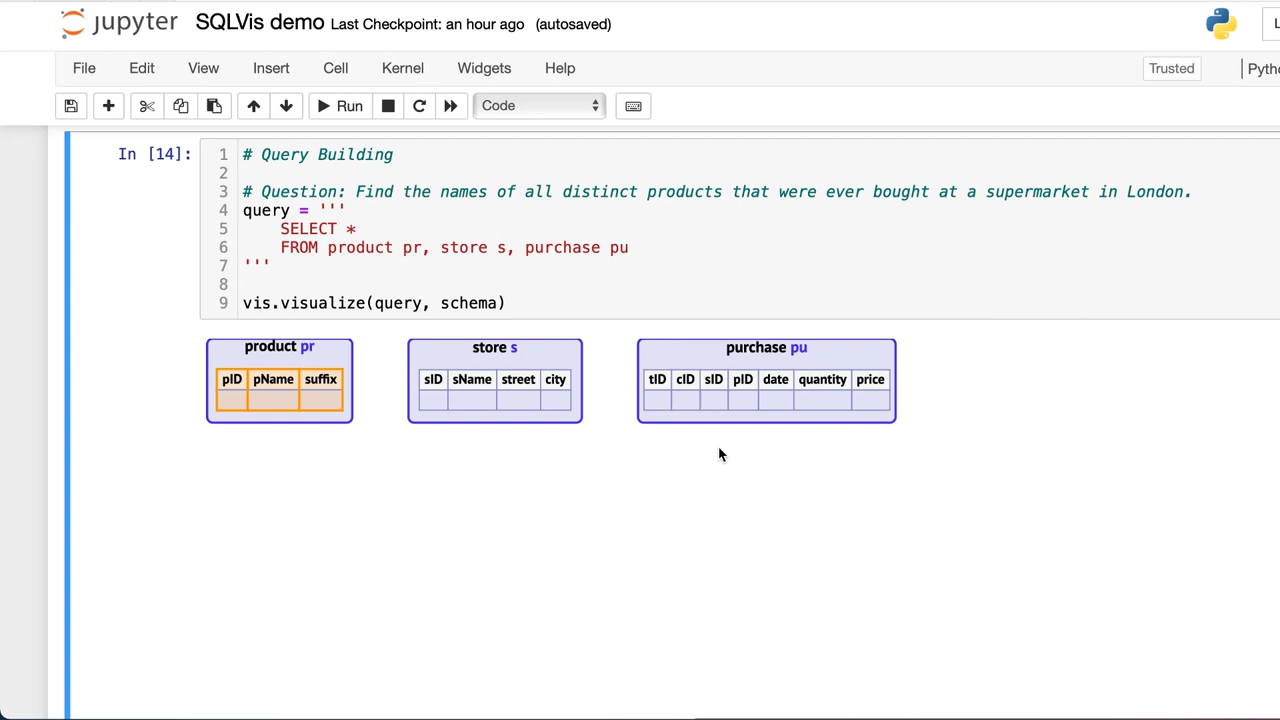 jupyter SQLVis demo Last Checkpoint: an hour ago (autosaved)
File Edit View Insert Cell Kernel Widgets Help Trusted
Run Code
In [14]:
1 # Query Building
2
3 # Question: Find the names of all distinct products that were ever bought at a supermarket in London.
4 query = '''
5 SELECT *
6 FROM product pr, store s, purchase pu
7 '''
8
9 vis.visualize(query, schema)
product pr store s purchase pu
pID pName suffix sID sName street city tID cID sID pID date quantity price